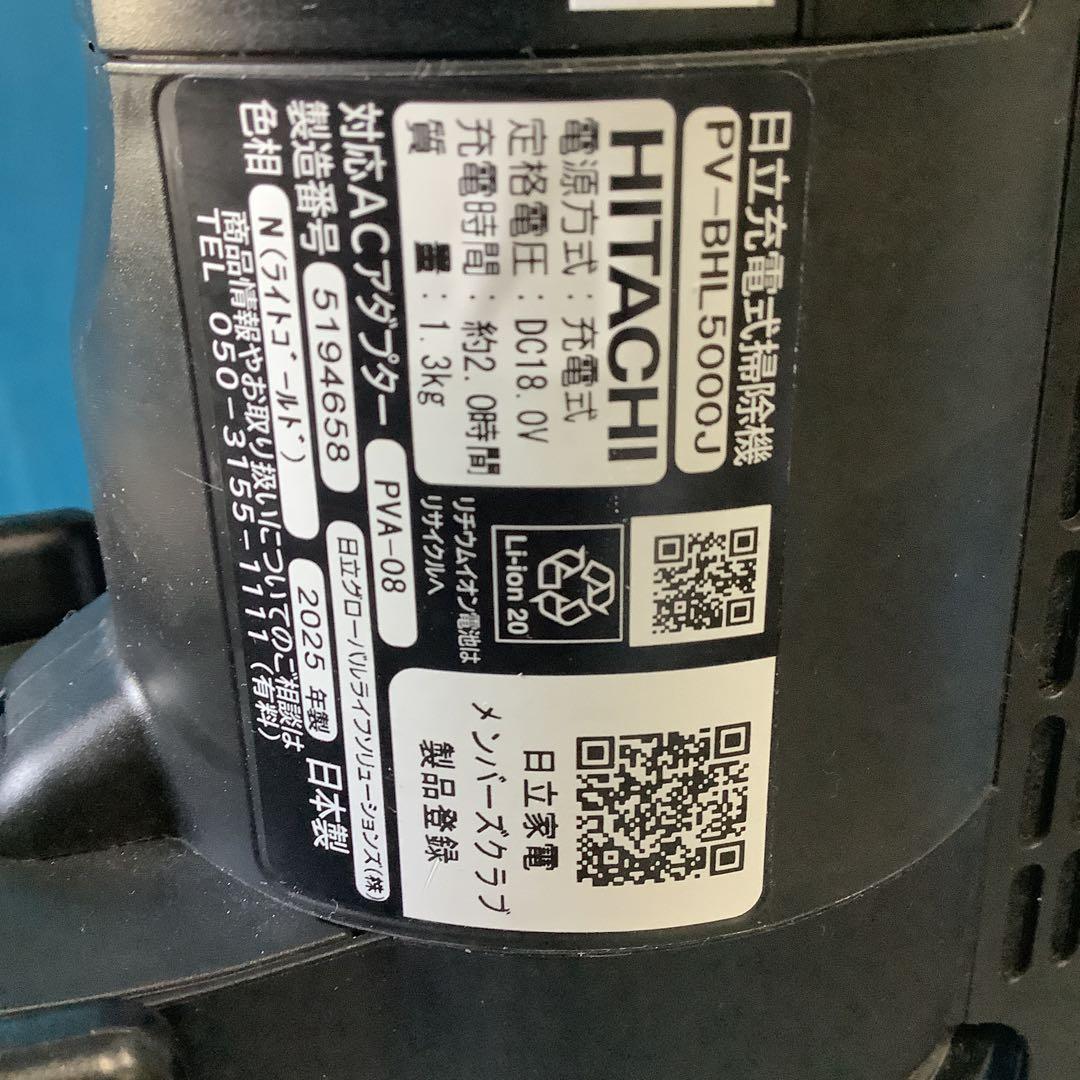 日立充電式掃除機
PV-BHL5000J
HITACHI
電源方式：充電式
定格電圧：DC18.0V
充電時間：約2.0時間
質　　量：1.3kg
対応ACアダプター PVA-08
製造番号 5194658
2025 年製 日本製
色相 N(ライトゴールド)
日立グローバルライフソリューションズ(株)
商品情報やお取り扱いについてのご相談は
TEL 050-3155-1111(有料)
Li-ion 20
リチウムイオン電池は
リサイクルへ
日立家電
メンバーズクラブ
製品登録